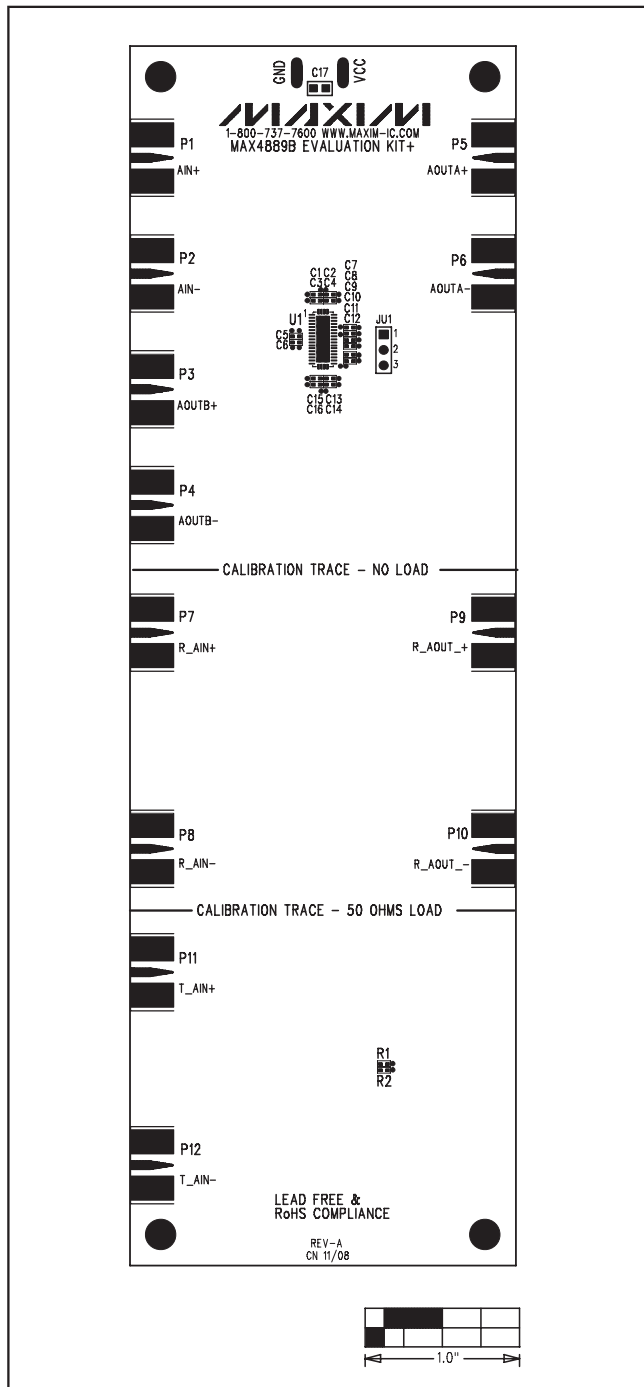 GND
C17
VCC
MAXIM
1-800-737-7600 WWW.MAXIM-IC.COM
MAX4889B EVALUATION KIT+
P1
AIN+
P5
AOUTA+
P2
AIN-
P6
AOUTA-
C1 C2
C3 C4
C7
C8
C9
C10
C11
C12
U1
1
C5
C6
JU1
1
2
3
C15 C13
C16 C14
P3
AOUTB+
P4
AOUTB-
CALIBRATION TRACE - NO LOAD
P7
R_AIN+
P9
R_AOUT_+
P8
R_AIN-
P10
R_AOUT_-
CALIBRATION TRACE - 50 OHMS LOAD
P11
T_AIN+
R1
R2
P12
T_AIN-
LEAD FREE &
RoHS COMPLIANCE
REV-A
CN 11/08
1.0"